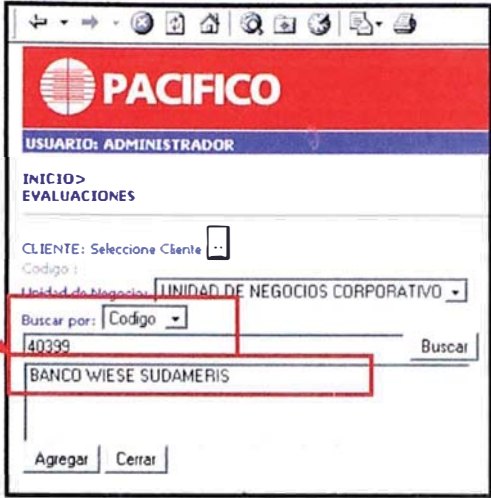 PACIFICO
USUARIO: ADMINISTRADOR
INICIO>
EVALUACIONES
CLIENTE: Seleccione Cliente ..
Codigo :
Unidad de Negocio: UNIDAD DE NEGOCIOS CORPORATIVO
Buscar por: Codigo
40399 Buscar
BANCO WIESE SUDAMERIS
Agregar Cerrar